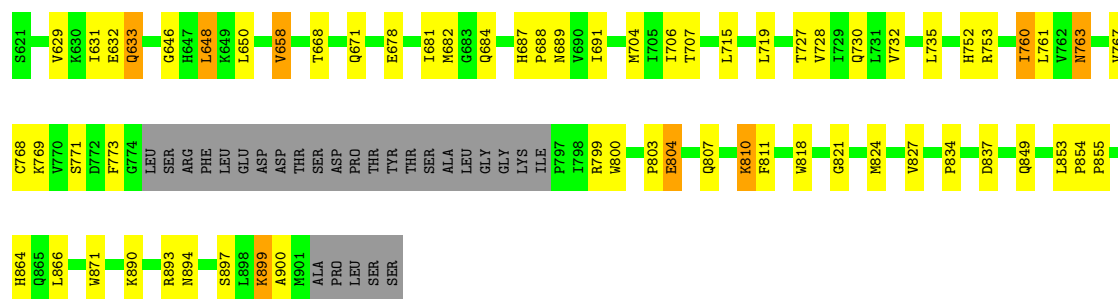 S621 V629 K630 I631 E632 Q633 G646 H647 L648 K649 L650 V658 T668 Q671 E678 I681 M682 G683 Q684 H687 P688 N689 V690 I691 M704 I705 I706 T707 L715 L719 T727 V728 I729 Q730 L731 V732 L735 H752 R753 I760 L761 V762 N763 V767
C768 K769 V770 S771 D772 F773 G774 LEU SER ARG PHE LEU GLU ASP ASP THR SER ASP PRO THR TYR THR SER ALA LEU GLY GLY LYS ILE P797 I798 R799 W800 P803 E804 Q807 K810 F811 W818 G821 M824 V827 P834 D837 Q849 L853 P854 P855
H864 Q865 L866 W871 K890 R893 N894 S897 L898 K899 A900 M901 ALA PRO LEU SER SER